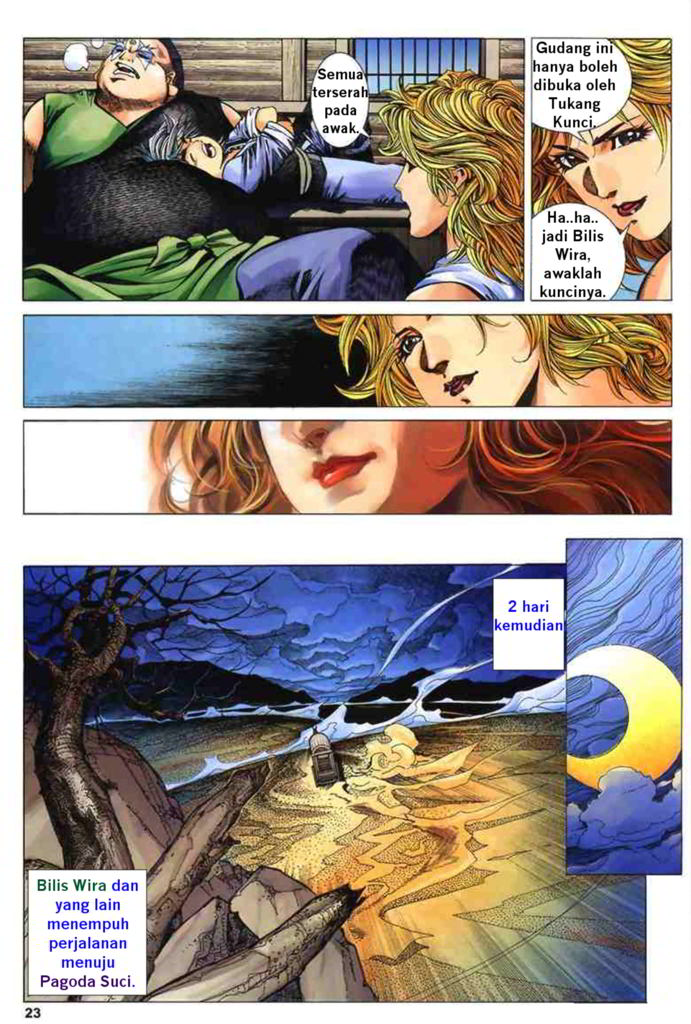 Semua
terserah
pada
awak.
Gudang ini
hanya boleh
dibuka oleh
Tukang
Kunci.
Ha..ha..
jadi Bilis
Wira,
awaklah
kuncinya.
2 hari
kemudian
Bilis Wira dan
yang lain
menempuh
perjalanan
menuju
Pagoda Suci.
23